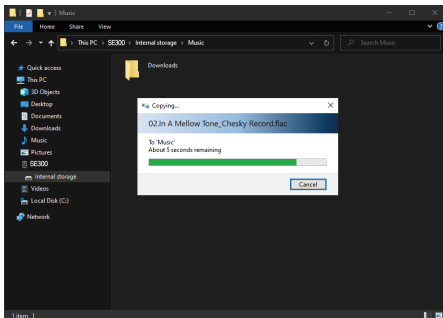 Music
File Home Share View
This PC › SE300 › Internal storage › Music
Search Music
Quick access
This PC
3D Objects
Desktop
Documents
Downloads
Music
Pictures
SE300
Internal storage
Videos
Local Disk (C:)
Network
Downloads
Copying...
02.In A Mellow Tone_Chesky Record.flac
To 'Music'
About 5 seconds remaining
Cancel
1 item